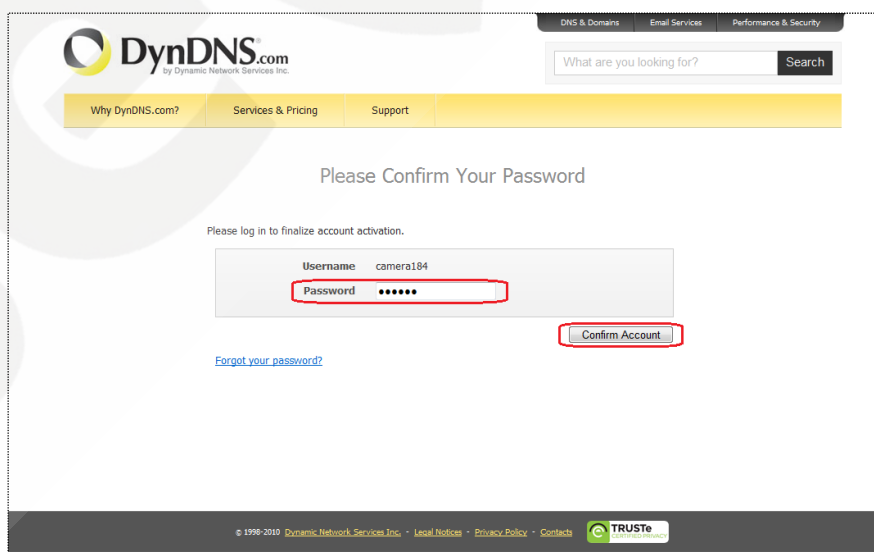 DNS & Domains Email Services Performance & Security
DynDNS.com
by Dynamic Network Services Inc.
What are you looking for? Search
Why DynDNS.com? Services & Pricing Support
Please Confirm Your Password
Please log in to finalize account activation.
Username camera184
Password ••••••
Confirm Account
Forgot your password?
© 1998-2010 Dynamic Network Services Inc. - Legal Notices - Privacy Policy - Contacts TRUSTe
CERTIFIED PRIVACY